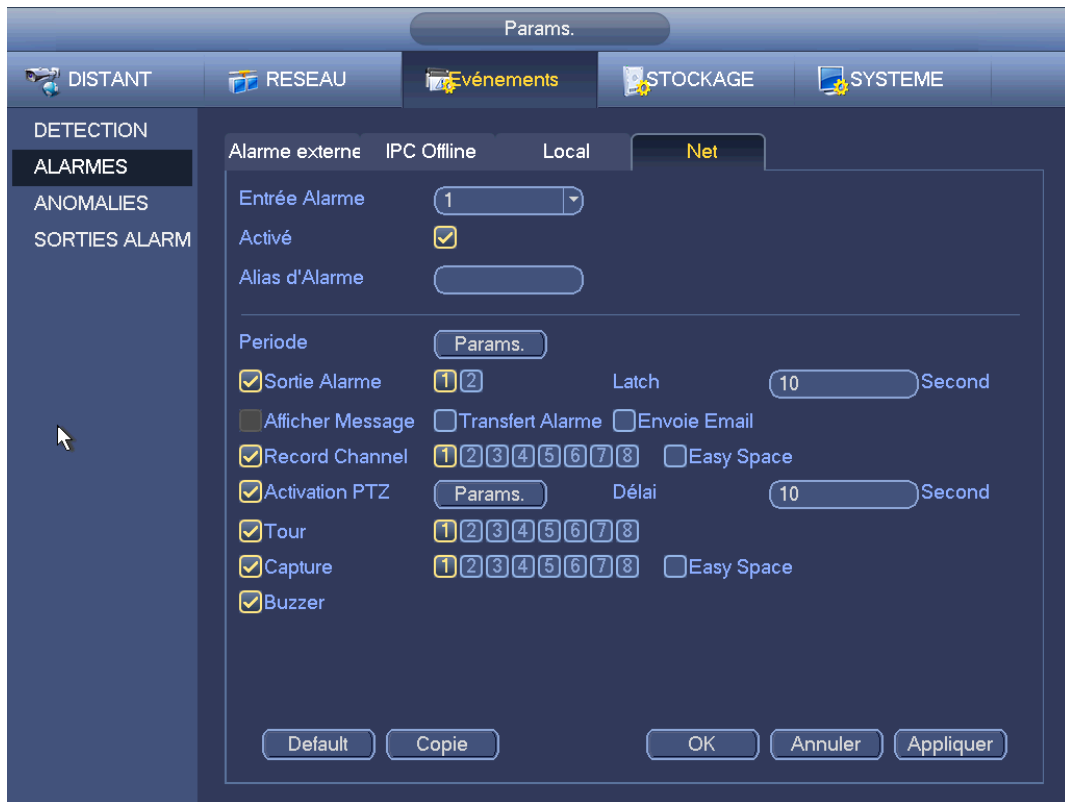 Params.
DISTANT RESEAU Evénements STOCKAGE SYSTEME
DETECTION
ALARMES
ANOMALIES
SORTIES ALARM
Alarme externe IPC Offline Local Net
Entrée Alarme 1
Activé
Alias d'Alarme
Periode Params.
Sortie Alarme 1 2 Latch 10 Second
Afficher Message Transfert Alarme Envoie Email
Record Channel 1 2 3 4 5 6 7 8 Easy Space
Activation PTZ Params. Délai 10 Second
Tour 1 2 3 4 5 6 7 8
Capture 1 2 3 4 5 6 7 8 Easy Space
Buzzer
Default Copie OK Annuler Appliquer